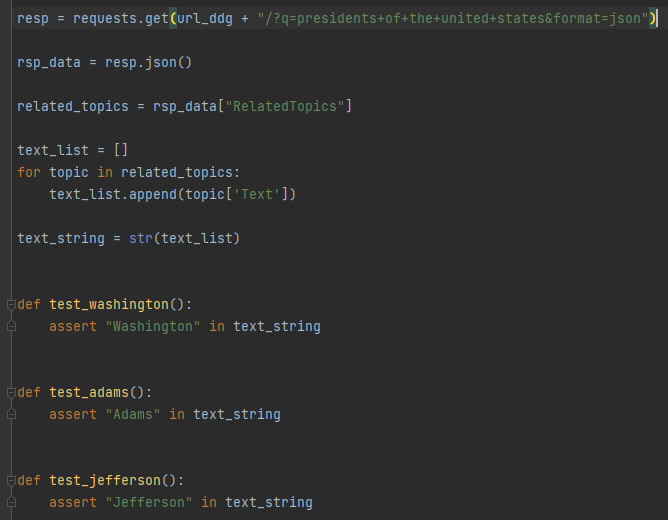 resp = requests.get(url_ddg + "/?q=presidents+of+the+united+states&format=json")
rsp_data = resp.json()
related_topics = rsp_data["RelatedTopics"]
text_list = []
for topic in related_topics:
    text_list.append(topic['Text'])
text_string = str(text_list)
def test_washington():
    assert "Washington" in text_string
def test_adams():
    assert "Adams" in text_string
def test_jefferson():
    assert "Jefferson" in text_string